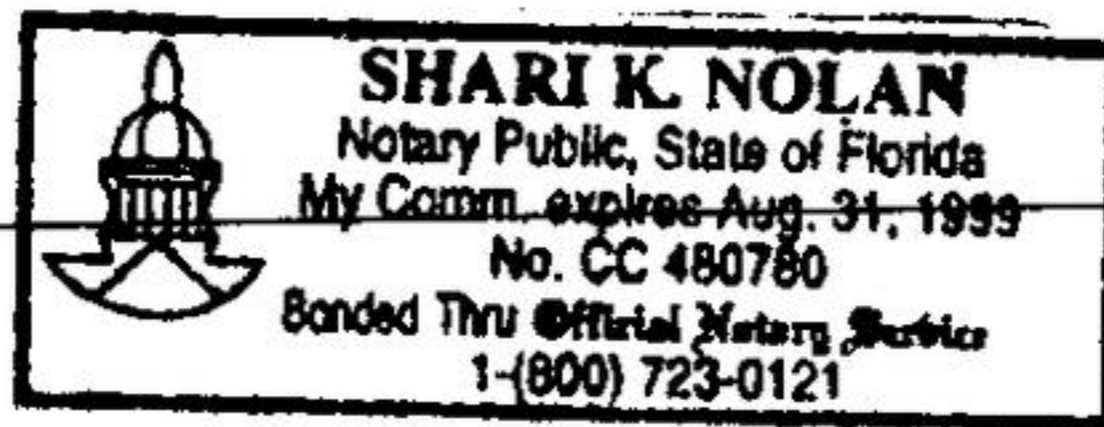 SHARI K. NOLAN
Notary Public, State of Florida
My Comm. expires Aug. 31, 1999
No. CC 480780
Bonded Thru Official Notary Service
1-(800) 723-0121